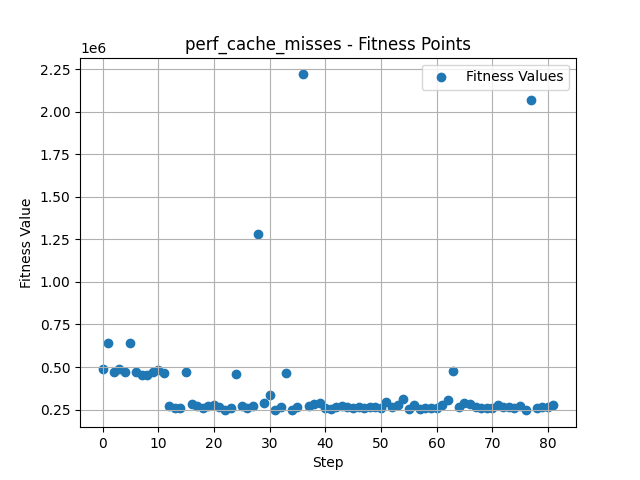 perf_cache_misses - Fitness Points
1e6
Fitness Values
2.25
2.00
1.75
1.50
1.25
1.00
0.75
0.50
0.25
Fitness Value
0 10 20 30 40 50 60 70 80
Step